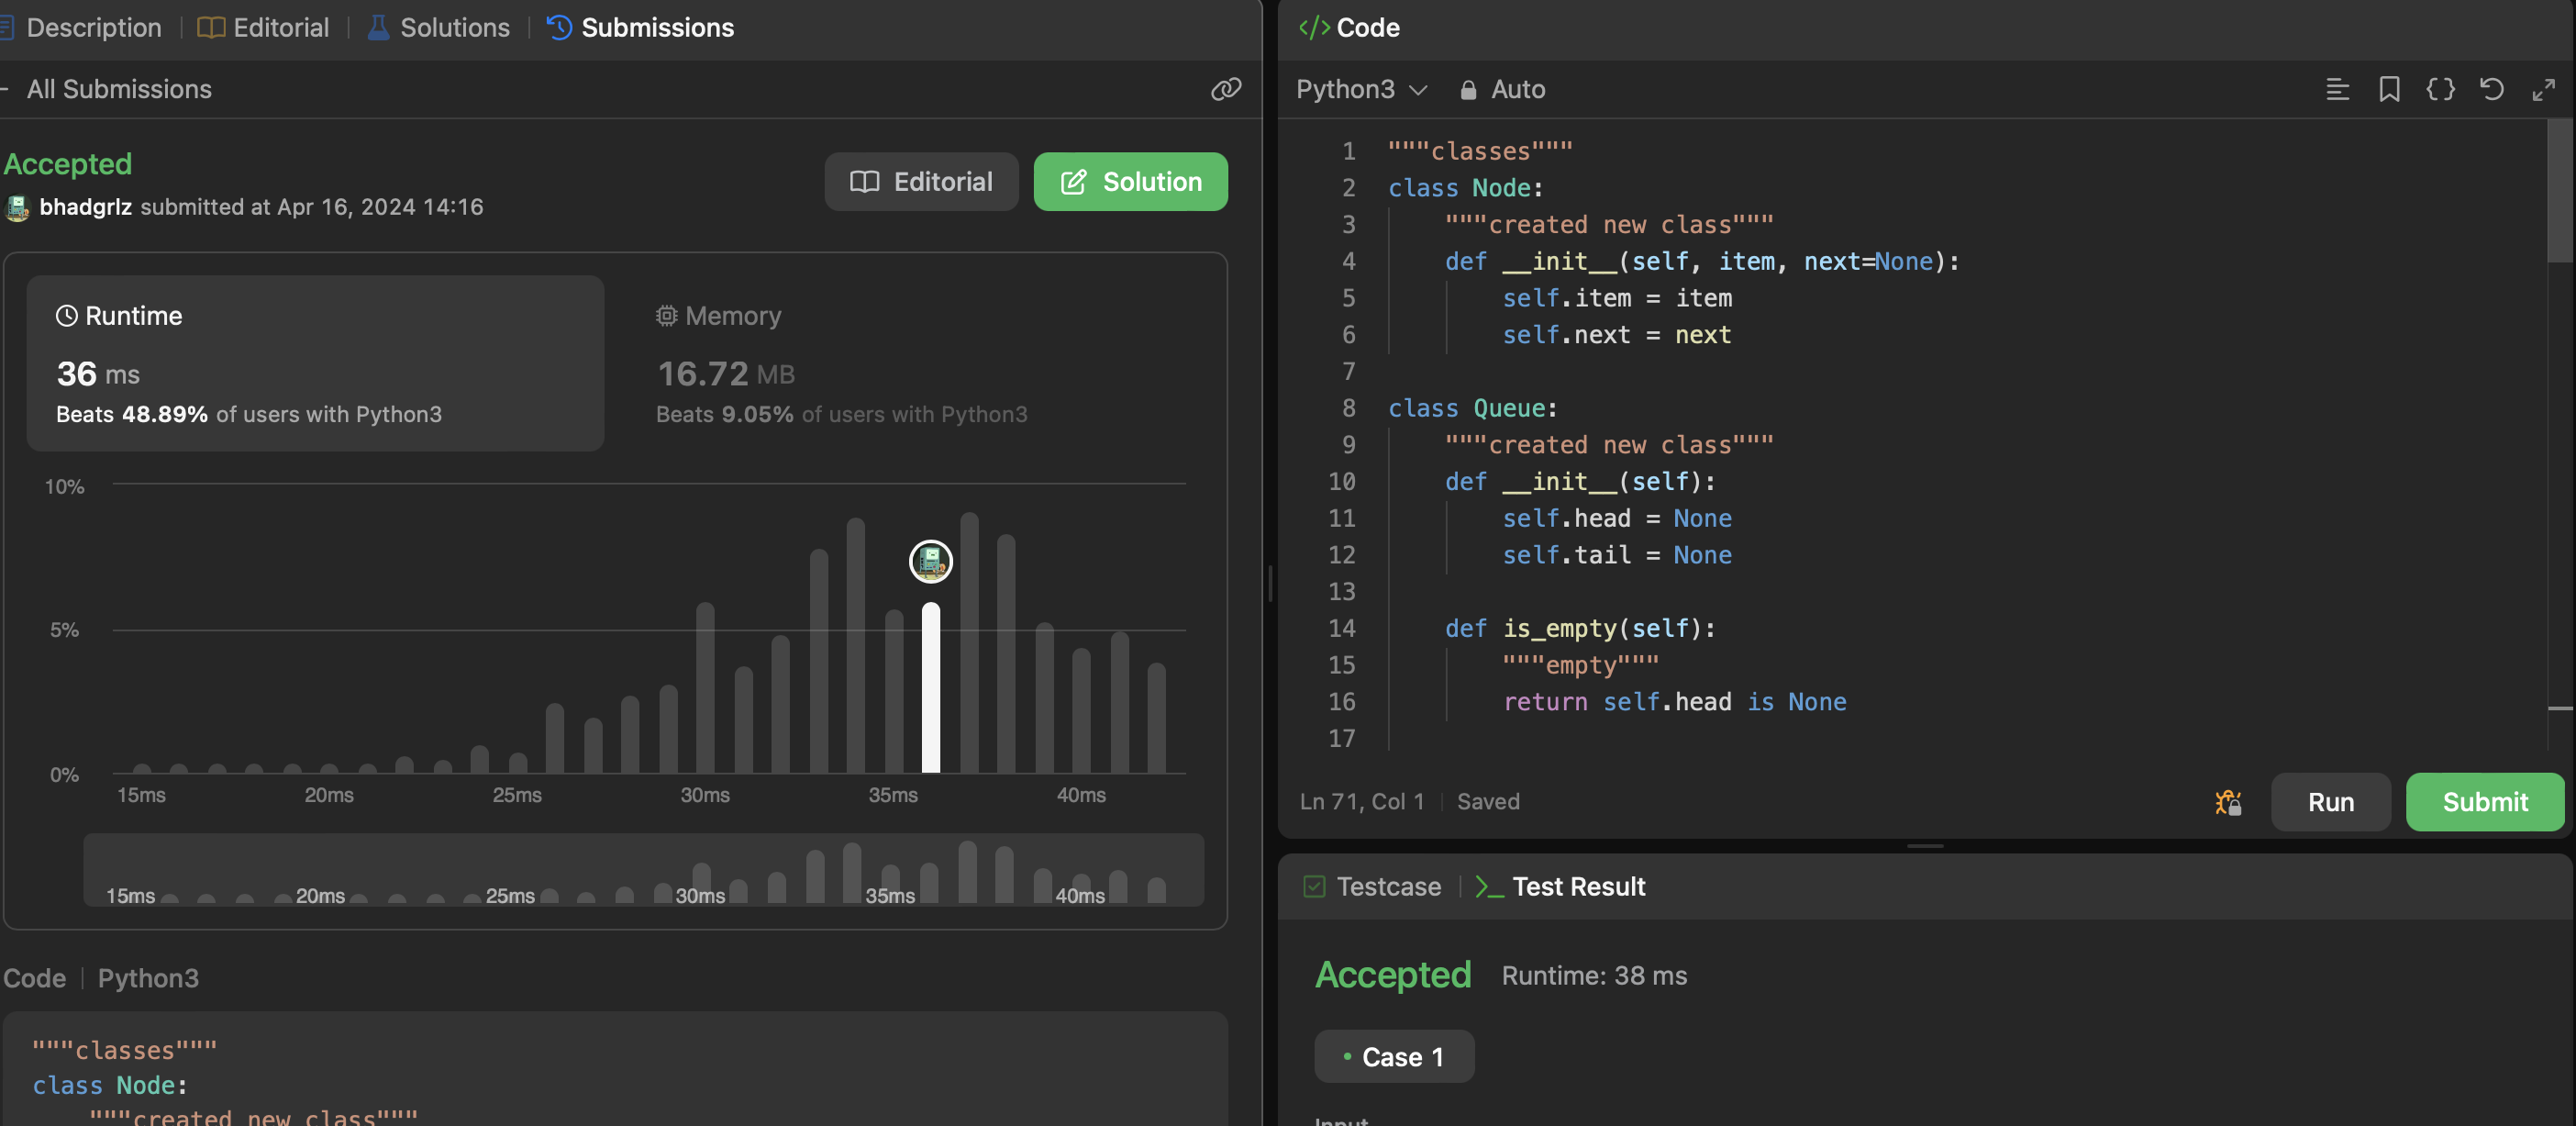 Description | Editorial | Solutions | Submissions
All Submissions
Accepted
bhadgrlz submitted at Apr 16, 2024 14:16
Editorial
Solution
Runtime
36 ms
Beats 48.89% of users with Python3
Memory
16.72 MB
Beats 9.05% of users with Python3
10%
5%
0%
15ms 20ms 25ms 30ms 35ms 40ms
15ms 20ms 25ms 30ms 35ms 40ms
Code | Python3
"""classes"""
class Node:
    """created new class"""
</> Code
Python3 Auto
1 """classes"""
2 class Node:
3     """created new class"""
4     def __init__(self, item, next=None):
5         self.item = item
6         self.next = next
7
8 class Queue:
9     """created new class"""
10     def __init__(self):
11         self.head = None
12         self.tail = None
13
14     def is_empty(self):
15         """empty"""
16         return self.head is None
17
Ln 71, Col 1 | Saved
Run
Submit
Testcase | >_ Test Result
Accepted Runtime: 38 ms
• Case 1
Input